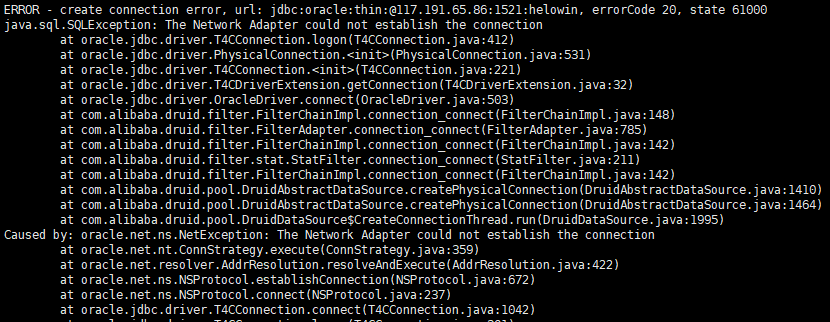 ERROR - create connection error, url: jdbc:oracle:thin:@117.191.65.86:1521:helowin, errorCode 20, state 61000
java.sql.SQLException: The Network Adapter could not establish the connection
at oracle.jdbc.driver.T4CConnection.logon(T4CConnection.java:412)
at oracle.jdbc.driver.PhysicalConnection.<init>(PhysicalConnection.java:531)
at oracle.jdbc.driver.T4CConnection.<init>(T4CConnection.java:221)
at oracle.jdbc.driver.T4CDriverExtension.getConnection(T4CDriverExtension.java:32)
at oracle.jdbc.driver.OracleDriver.connect(OracleDriver.java:503)
at com.alibaba.druid.filter.FilterChainImpl.connection_connect(FilterChainImpl.java:148)
at com.alibaba.druid.filter.FilterAdapter.connection_connect(FilterAdapter.java:785)
at com.alibaba.druid.filter.FilterChainImpl.connection_connect(FilterChainImpl.java:142)
at com.alibaba.druid.filter.stat.StatFilter.connection_connect(StatFilter.java:211)
at com.alibaba.druid.filter.FilterChainImpl.connection_connect(FilterChainImpl.java:142)
at com.alibaba.druid.pool.DruidAbstractDataSource.createPhysicalConnection(DruidAbstractDataSource.java:1410)
at com.alibaba.druid.pool.DruidAbstractDataSource.createPhysicalConnection(DruidAbstractDataSource.java:1464)
at com.alibaba.druid.pool.DruidDataSource$CreateConnectionThread.run(DruidDataSource.java:1995)
Caused by: oracle.net.ns.NetException: The Network Adapter could not establish the connection
at oracle.net.nt.ConnStrategy.execute(ConnStrategy.java:359)
at oracle.net.resolver.AddrResolution.resolveAndExecute(AddrResolution.java:422)
at oracle.net.ns.NSProtocol.establishConnection(NSProtocol.java:672)
at oracle.net.ns.NSProtocol.connect(NSProtocol.java:237)
at oracle.jdbc.driver.T4CConnection.connect(T4CConnection.java:1042)